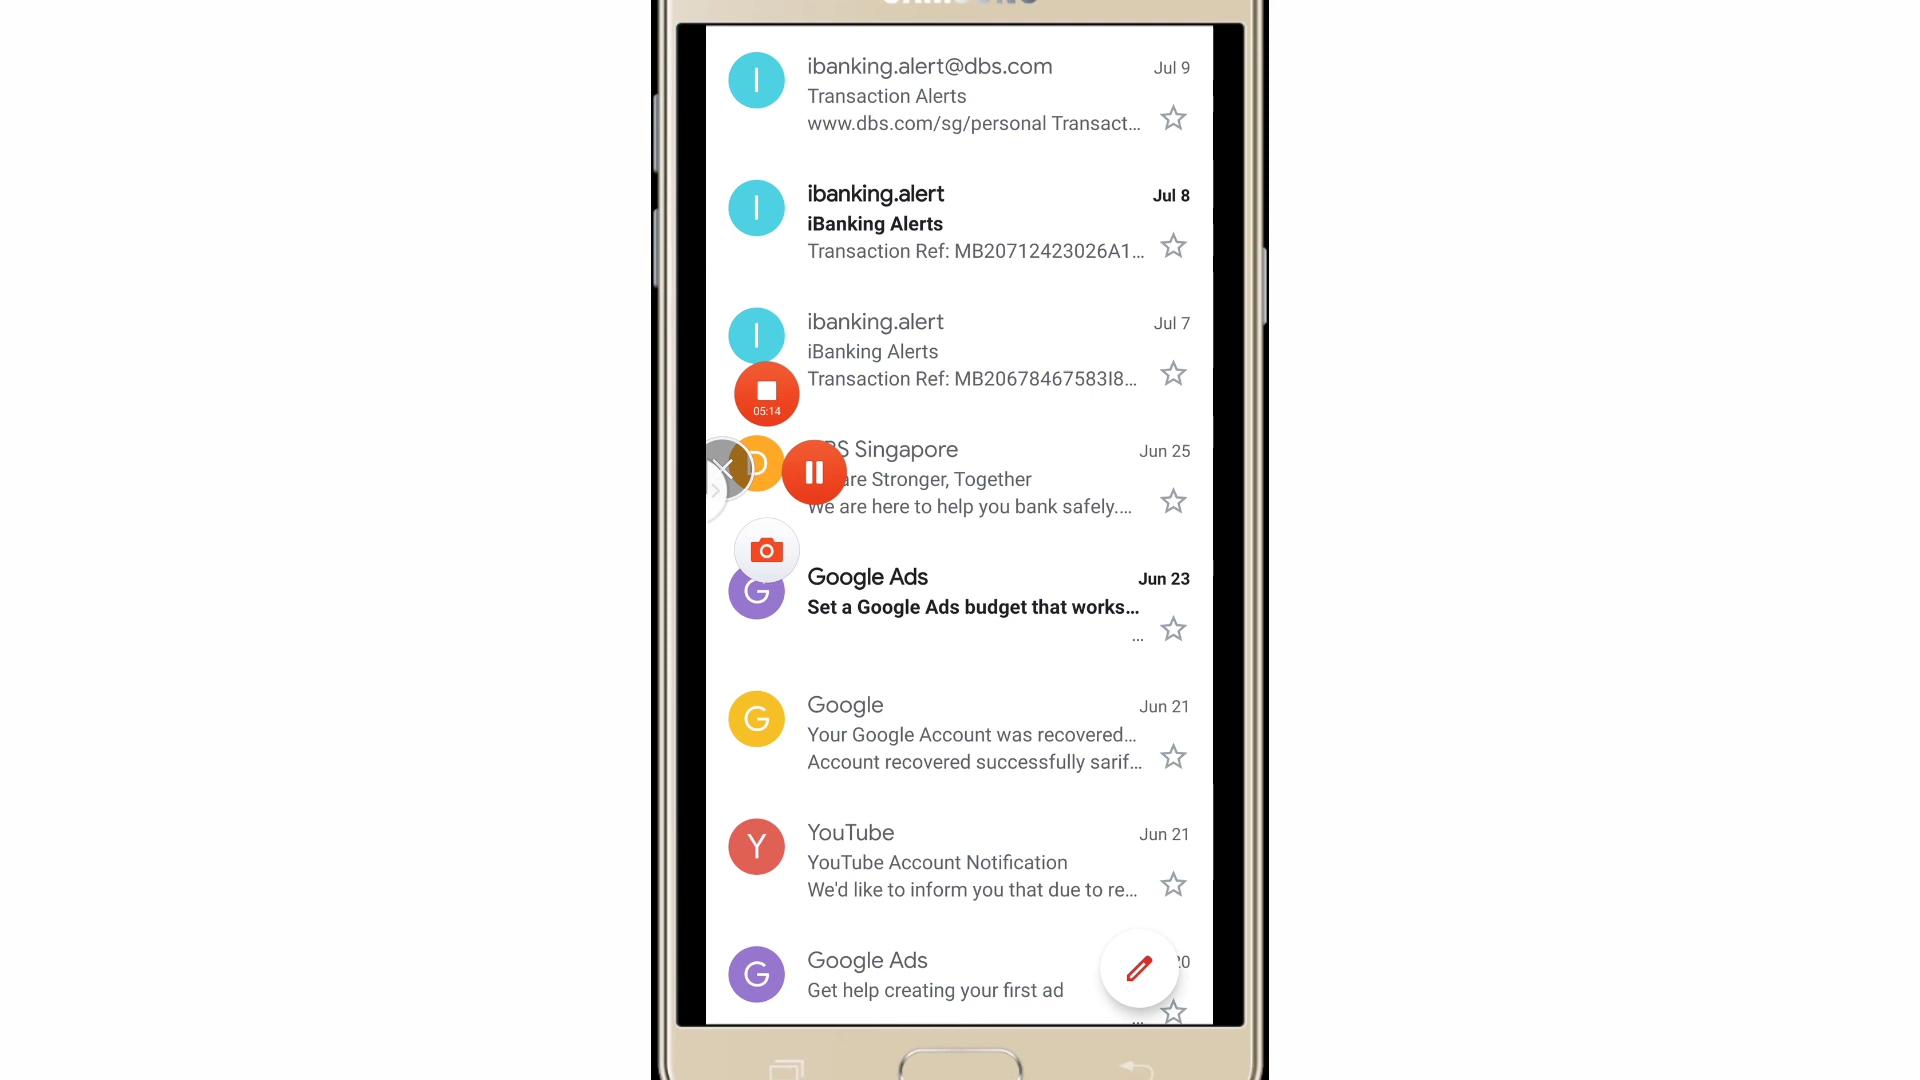 ibanking.alert@dbs.com
Jul 9
Transaction Alerts
www.dbs.com/sg/personal Transact...
I
ibanking.alert
Jul 8
iBanking Alerts
Transaction Ref: MB20712423026A1...
I
ibanking.alert
Jul 7
iBanking Alerts
Transaction Ref: MB20678467583I8...
I
05:14
Singapore
Jun 25
are Stronger, Together
We are here to help you bank safely....
D
Google Ads
Jun 23
Set a Google Ads budget that works...
...
G
Google
Jun 21
Your Google Account was recovered...
Account recovered successfully sarif...
G
YouTube
Jun 21
YouTube Account Notification
We'd like to inform you that due to re...
Y
Google Ads
Get help creating your first ad
...
G